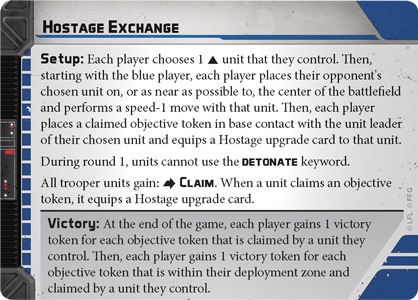 Hostage Exchange
Setup: Each player chooses 1 ▲ unit that they control. Then,
starting with the blue player, each player places their opponent's
chosen unit on, or as near as possible to, the center of the battlefield
and performs a speed-1 move with that unit. Then, each player
places a claimed objective token in base contact with the unit leader
of their chosen unit and equips a Hostage upgrade card to that unit.
During round 1, units cannot use the DETONATE keyword.
All trooper units gain: ➔ Claim. When a unit claims an objective
token, it equips a Hostage upgrade card.
Victory: At the end of the game, each player gains 1 victory
token for each objective token that is claimed by a unit they
control. Then, each player gains 1 victory token for each
objective token that is within their deployment zone and
claimed by a unit they control.
© LFL © FFG